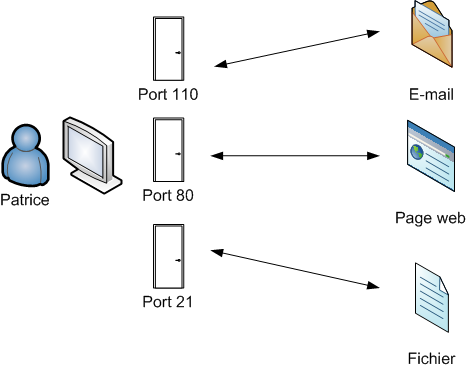 Port 110
E-mail
Patrice
Port 80
Page web
Port 21
Fichier